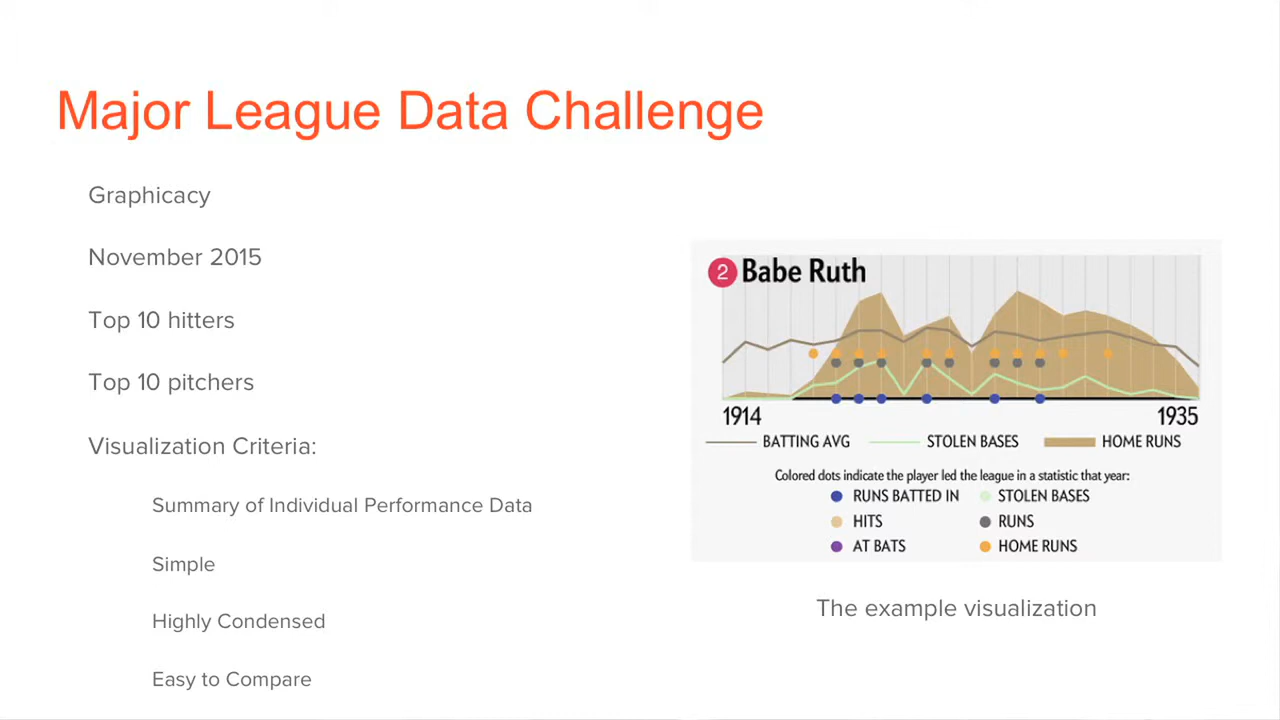 Major League Data Challenge
Graphicacy
November 2015
Top 10 hitters
Top 10 pitchers
Visualization Criteria:
Summary of Individual Performance Data
Simple
Highly Condensed
Easy to Compare
2 Babe Ruth
1914 1935
BATTING AVG STOLEN BASES HOME RUNS
Colored dots indicate the player led the league in a statistic that year:
RUNS BATTED IN STOLEN BASES
HITS RUNS
AT BATS HOME RUNS
The example visualization